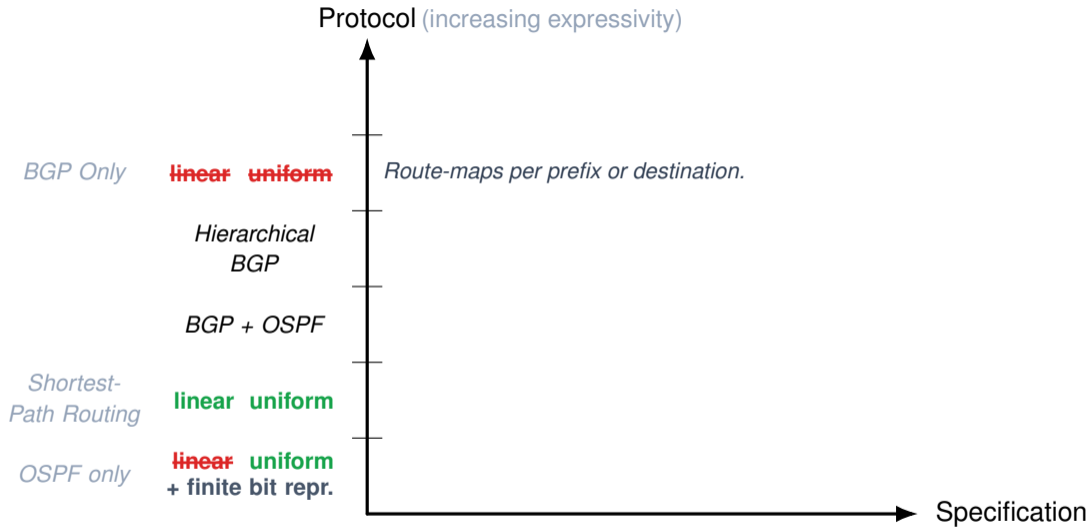 Protocol (increasing expressivity)
BGP Only linear uniform Route-maps per prefix or destination.
Hierarchical
BGP
BGP + OSPF
Shortest-
Path Routing
linear uniform
OSPF only
linear uniform
+ finite bit repr.
Specification